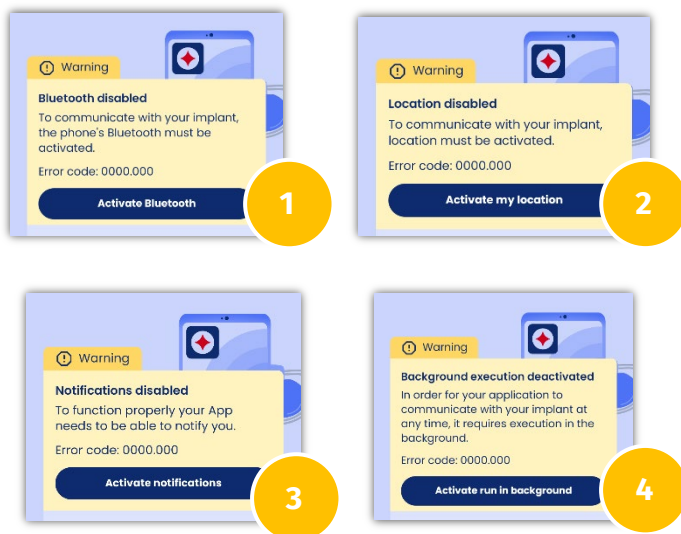 Warning
Bluetooth disabled
To communicate with your implant,
the phone's Bluetooth must be
activated.
Error code: 0000.000
Activate Bluetooth
1
Warning
Location disabled
To communicate with your implant,
location must be activated.
Error code: 0000.000
Activate my location
2
Warning
Notifications disabled
To function properly your App
needs to be able to notify you.
Error code: 0000.000
Activate notifications
3
Warning
Background execution deactivated
In order for your application to
communicate with your implant at
any time, it requires execution in the
background.
Error code: 0000.000
Activate run in background
4